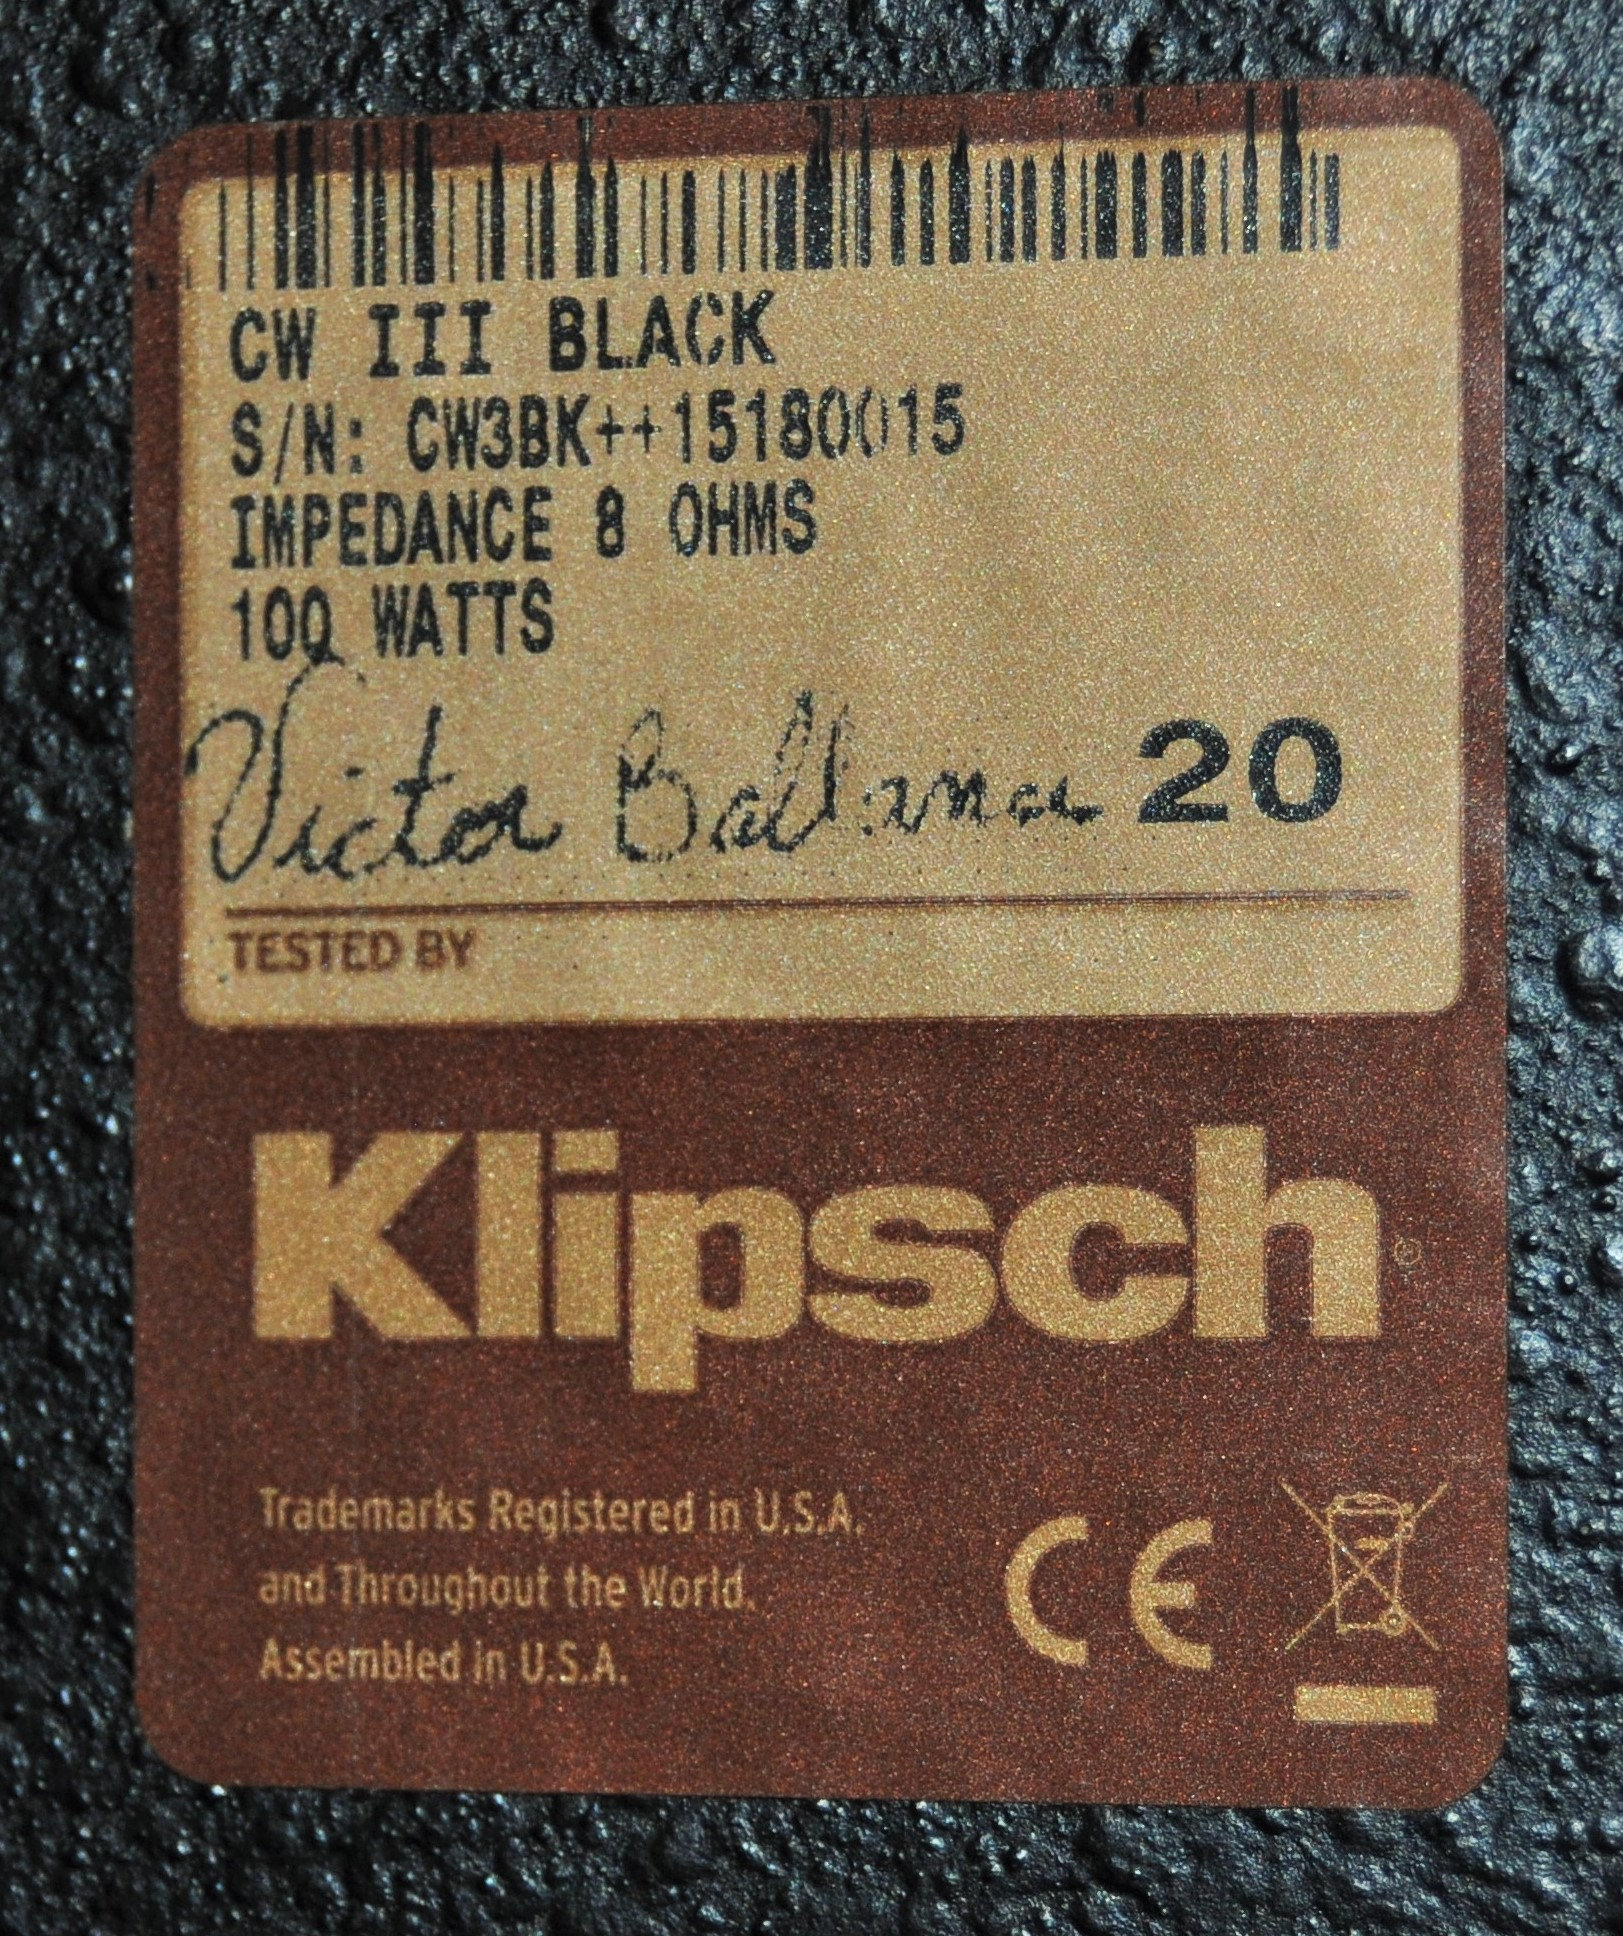 CW III BLACK
S/N: CW3BK++15180015
IMPEDANCE 8 OHMS
100 WATTS
Victor Ballance 20
TESTED BY
Klipsch®
Trademarks Registered in U.S.A.
and Throughout the World.
Assembled in U.S.A.
CE